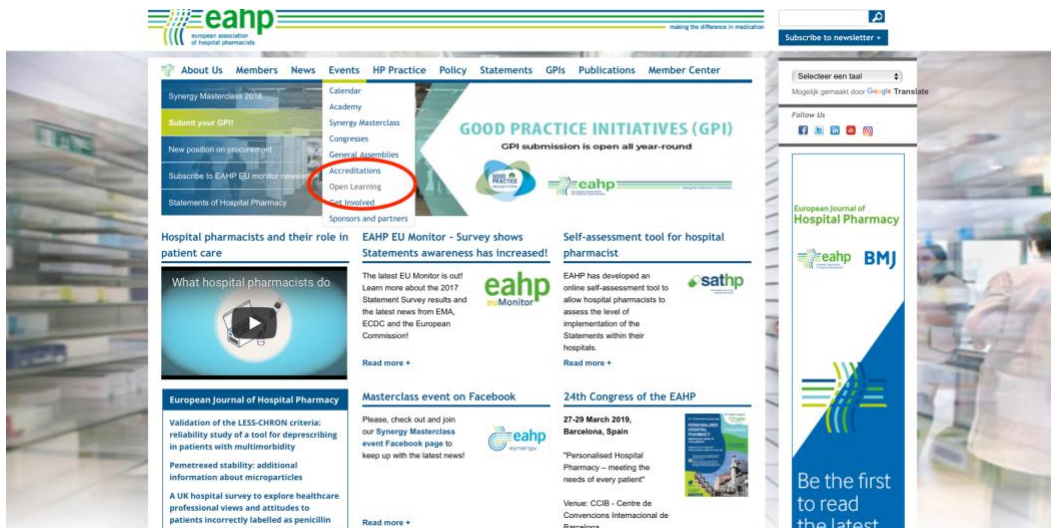 eahp
european association
of hospital pharmacists
making the difference in medication
Subscribe to newsletter +
About Us Members News Events HP Practice Policy Statements GPIs Publications Member Center
Synergy Masterclass 2018
Submit your GPI!
New position on procurement
Subscribe to EAHP EU monitor newsletter
Statements of Hospital Pharmacy
Calendar
Academy
Synergy Masterclass
Congresses
General Assemblies
Accreditations
Open Learning
Get Involved
Sponsors and partners
GOOD PRACTICE INITIATIVES (GPI)
GPI submission is open all year-round
GOOD
PRACTICE
eahp
Selecteer een taal
Mogelijk gemaakt door Google Translate
Follow Us
Hospital pharmacists and their role in
patient care
What hospital pharmacists do
EAHP EU Monitor - Survey shows
Statements awareness has increased!
The latest EU Monitor is out!
Learn more about the 2017
Statement Survey results and
the latest news from EMA,
ECDC and the European
Commission!
eahp
euMonitor
Read more +
Self-assessment tool for hospital
pharmacist
EAHP has developed an
online self-assessment tool to
allow hospital pharmacists to
assess the level of
implementation of the
Statements within their
hospitals.
sathp
Read more +
European Journal of Hospital Pharmacy
Validation of the LESS-CHRON criteria:
reliability study of a tool for deprescribing
in patients with multimorbidity
Pemetrexed stability: additional
information about microparticles
A UK hospital survey to explore healthcare
professional views and attitudes to
patients incorrectly labelled as penicillin
Masterclass event on Facebook
Please, check out and join
our Synergy Masterclass
event Facebook page to
keep up with the latest news!
eahp
synergy
Read more +
24th Congress of the EAHP
27-29 March 2019,
Barcelona, Spain
"Personalised Hospital
Pharmacy – meeting the
needs of every patient"
Venue: CCIB - Centre de
Convencions Internacional de
Barcelona
PERSONALISED
HOSPITAL
PHARMACY
European Journal of
Hospital Pharmacy
eahp BMJ
Be the first
to read
the latest